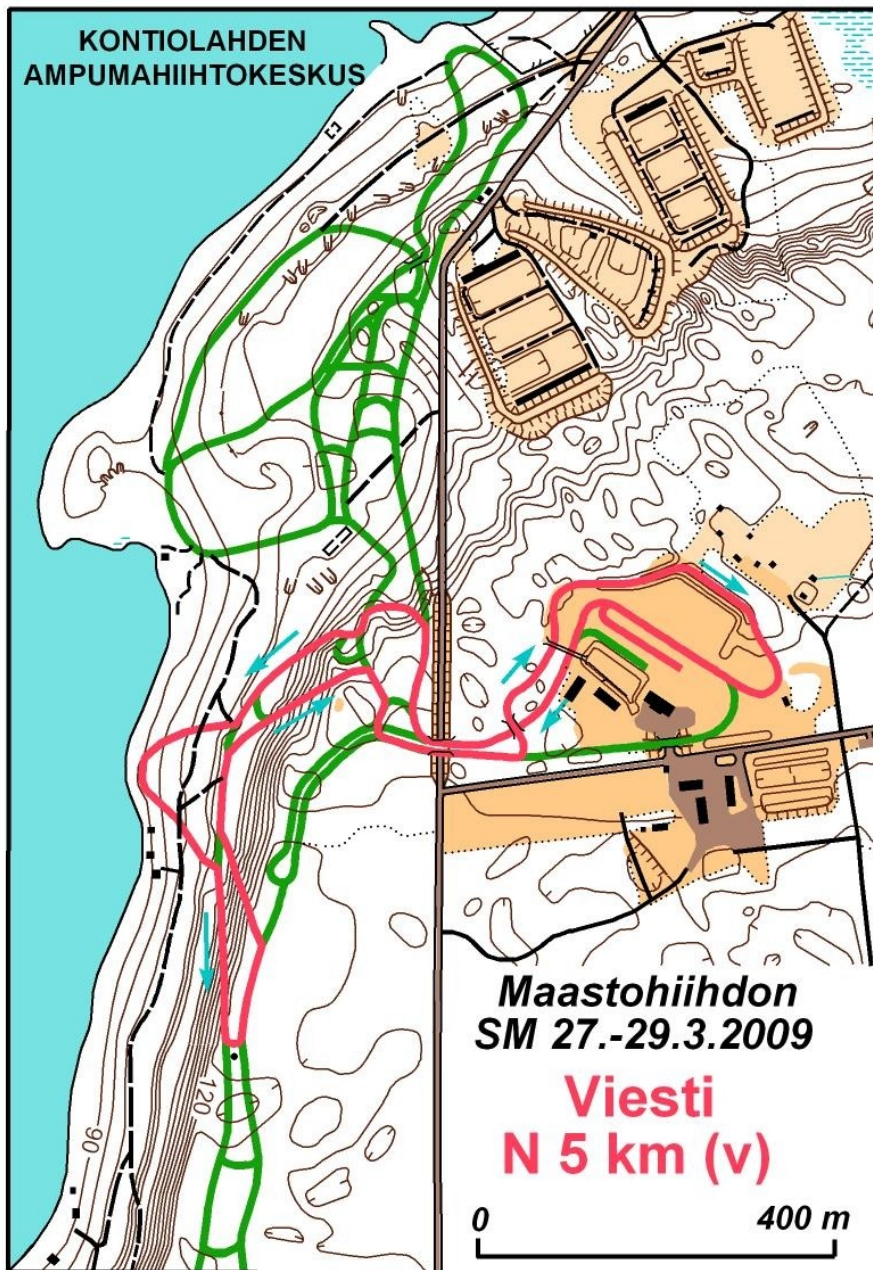 KONTIOLAHDEN
AMPUMAHIIHTOKESKUS
120
90
Maastohiihdon
SM 27.-29.3.2009
Viesti
N 5 km (v)
0 400 m